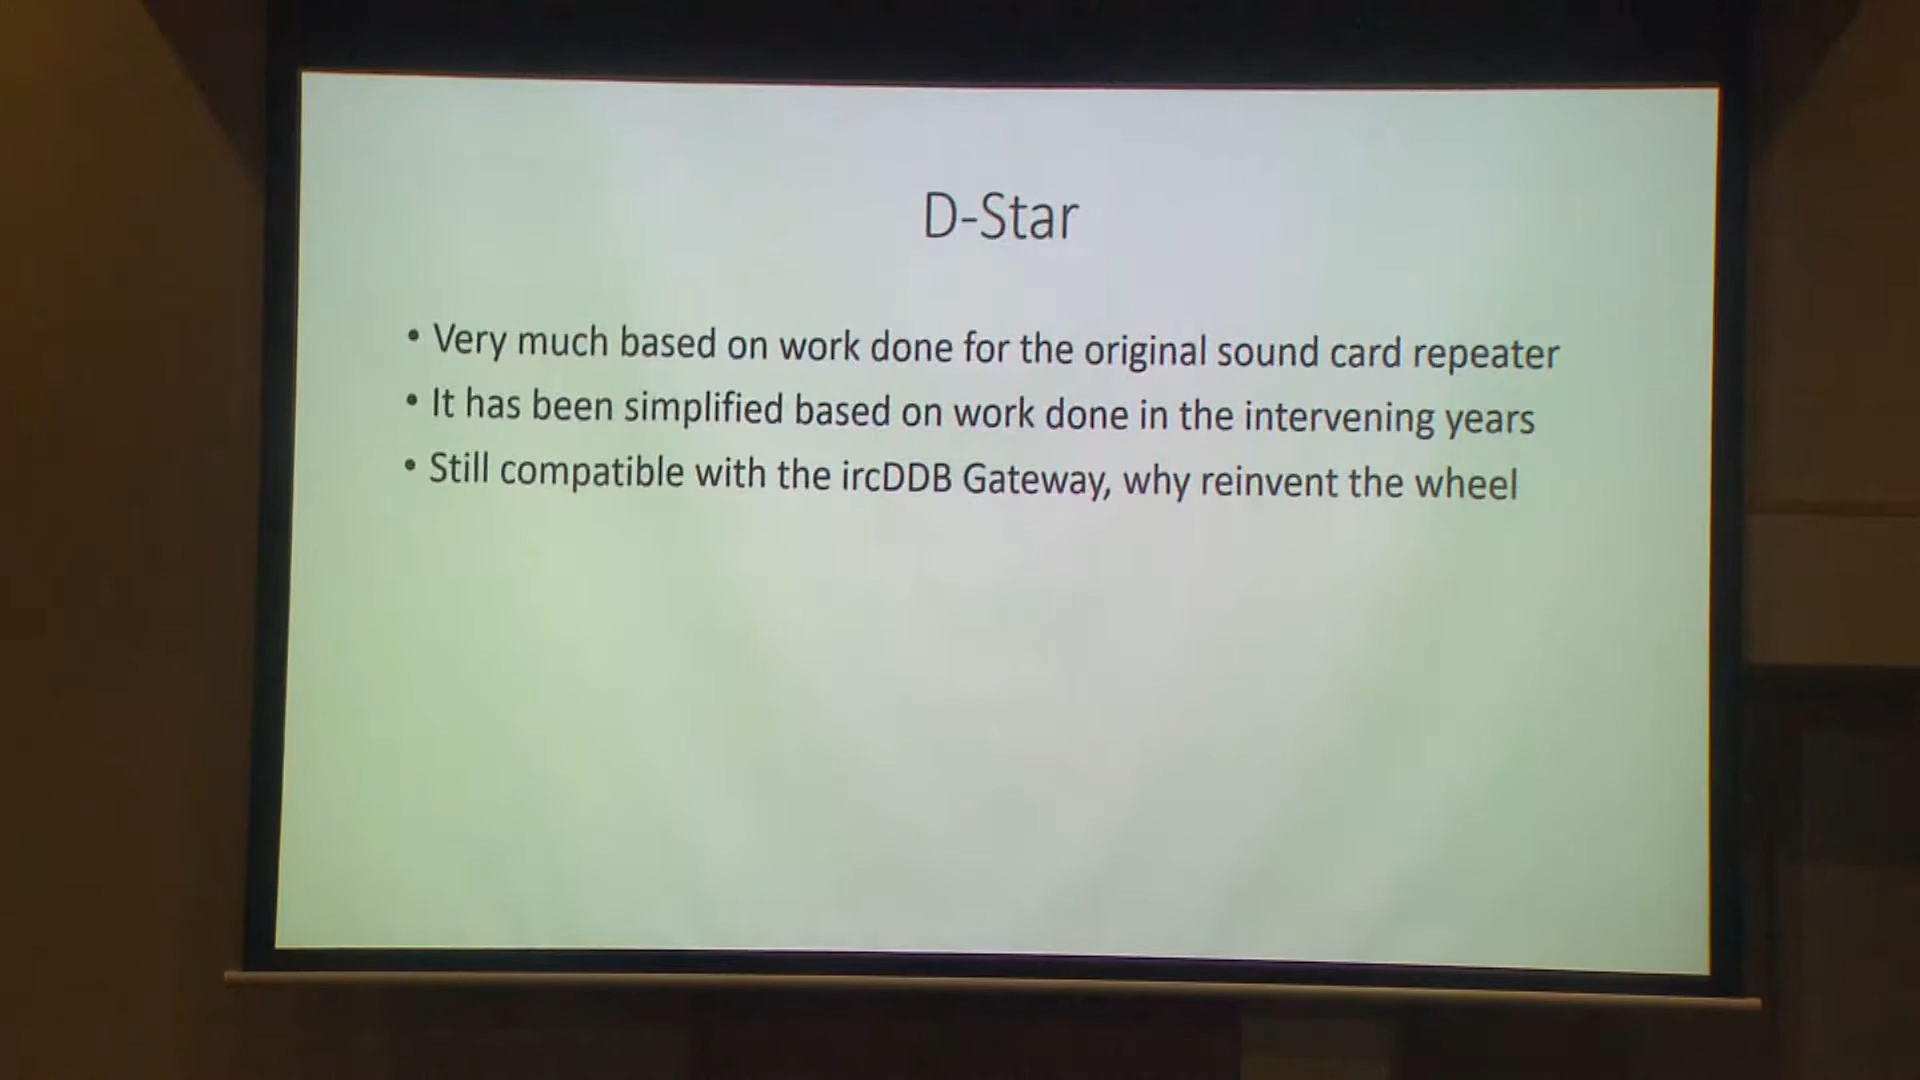 D-Star
• Very much based on work done for the original sound card repeater
• It has been simplified based on work done in the intervening years
• Still compatible with the ircDDB Gateway, why reinvent the wheel